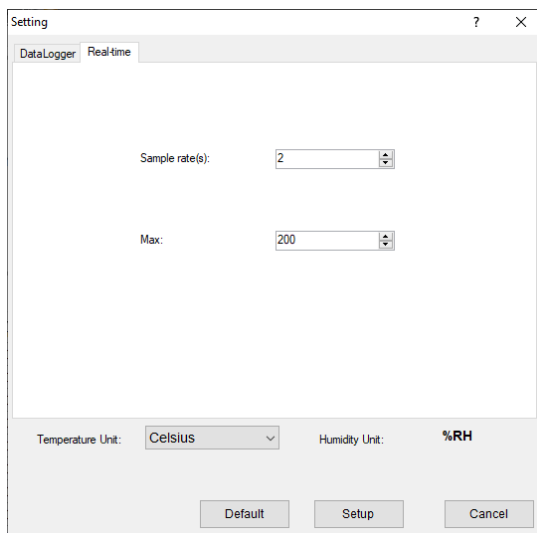 Setting ?
DataLogger Real-time
Sample rate(s): 2
Max: 200
Temperature Unit: Celsius Humidity Unit: %RH
Default Setup Cancel